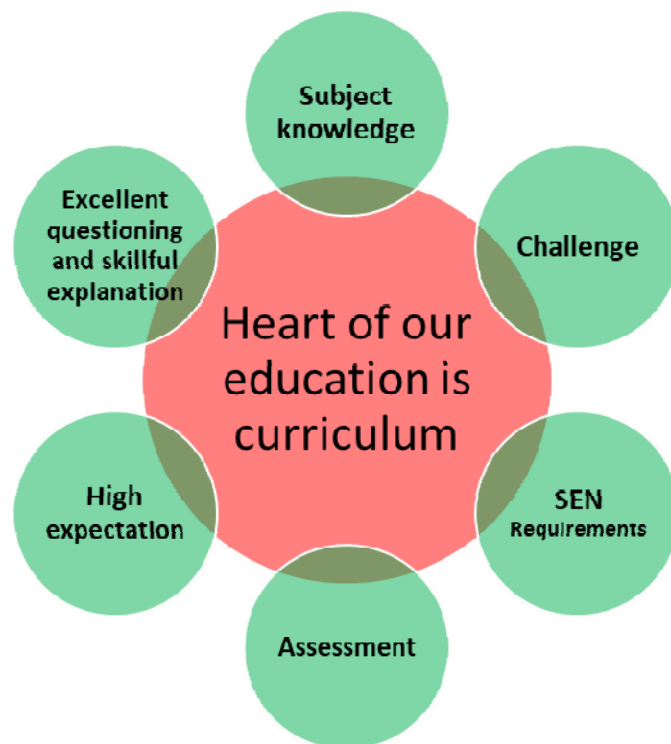 Subject
knowledge
Challenge
SEN
Requirements
Assessment
High
expectation
Excellent
questioning
and skillful
explanation
Heart of our
education is
curriculum